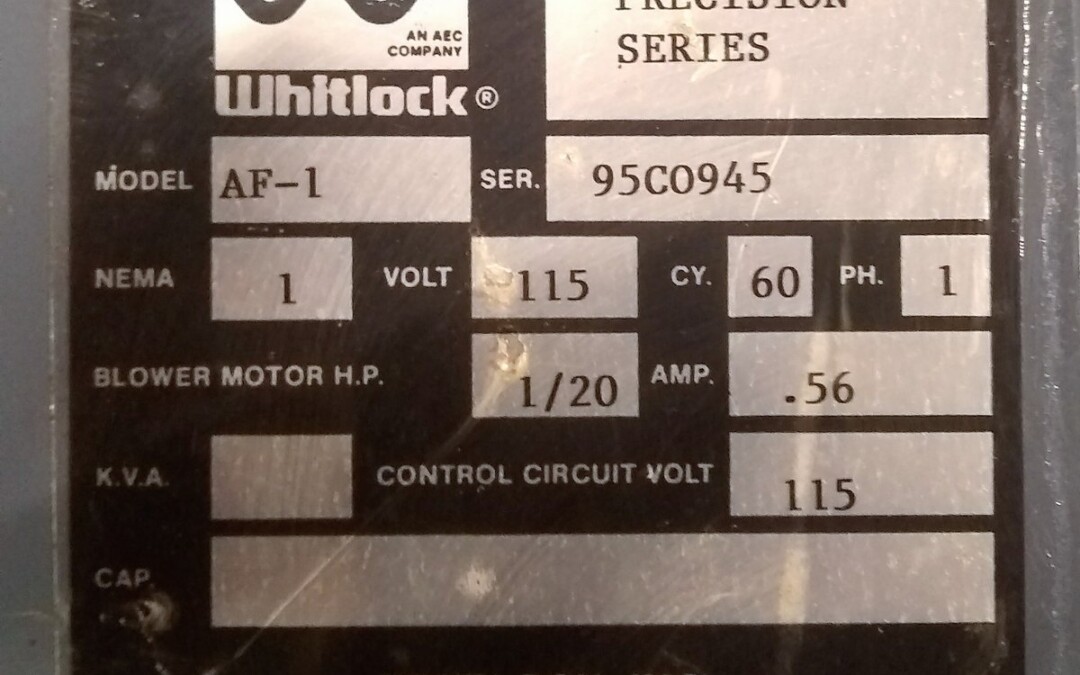 PRECISION
SERIES
AN AEC
COMPANY
Whitlock®
MODEL AF-1 SER. 95C0945
NEMA 1 VOLT 115 CY. 60 PH. 1
BLOWER MOTOR H.P. 1/20 AMP. .56
K.V.A. CONTROL CIRCUIT VOLT 115
CAP.